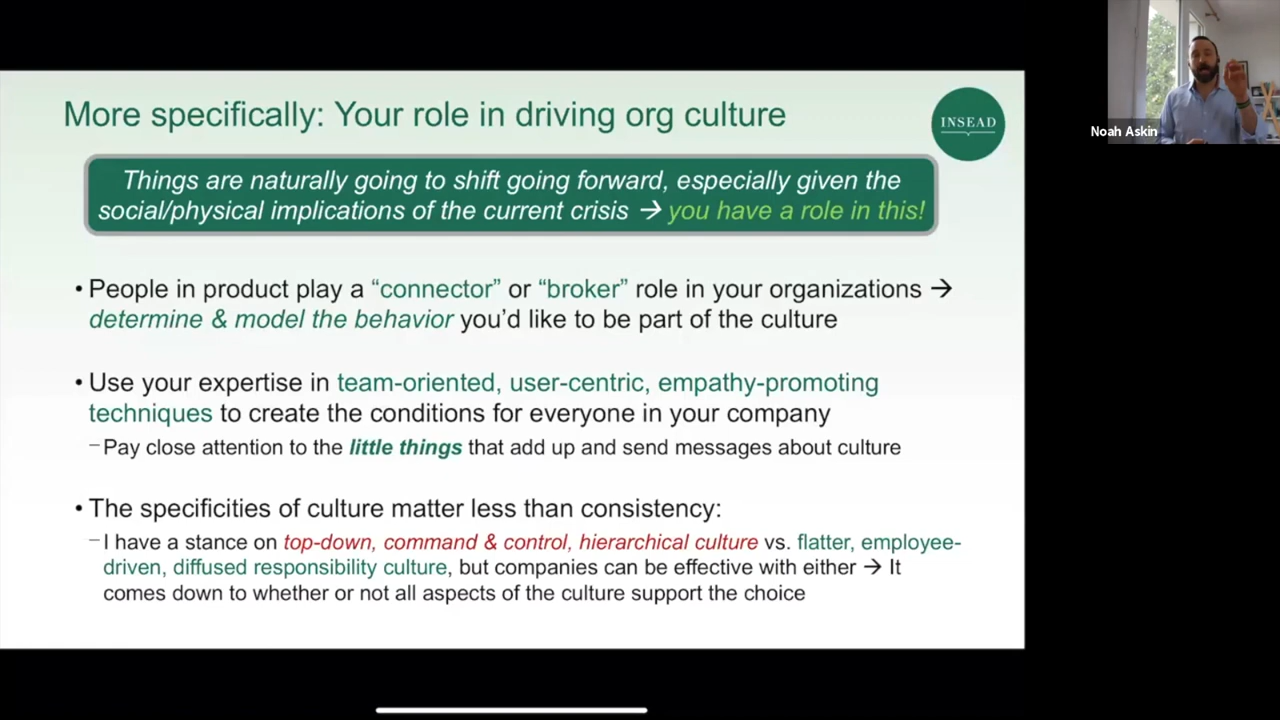 More specifically: Your role in driving org culture
INSEAD
Things are naturally going to shift going forward, especially given the
social/physical implications of the current crisis → you have a role in this!
• People in product play a “connector” or “broker” role in your organizations →
determine & model the behavior you’d like to be part of the culture
• Use your expertise in team-oriented, user-centric, empathy-promoting
techniques to create the conditions for everyone in your company
– Pay close attention to the little things that add up and send messages about culture
• The specificities of culture matter less than consistency:
– I have a stance on top-down, command & control, hierarchical culture vs. flatter, employee-
driven, diffused responsibility culture, but companies can be effective with either → It
comes down to whether or not all aspects of the culture support the choice
Noah Askin